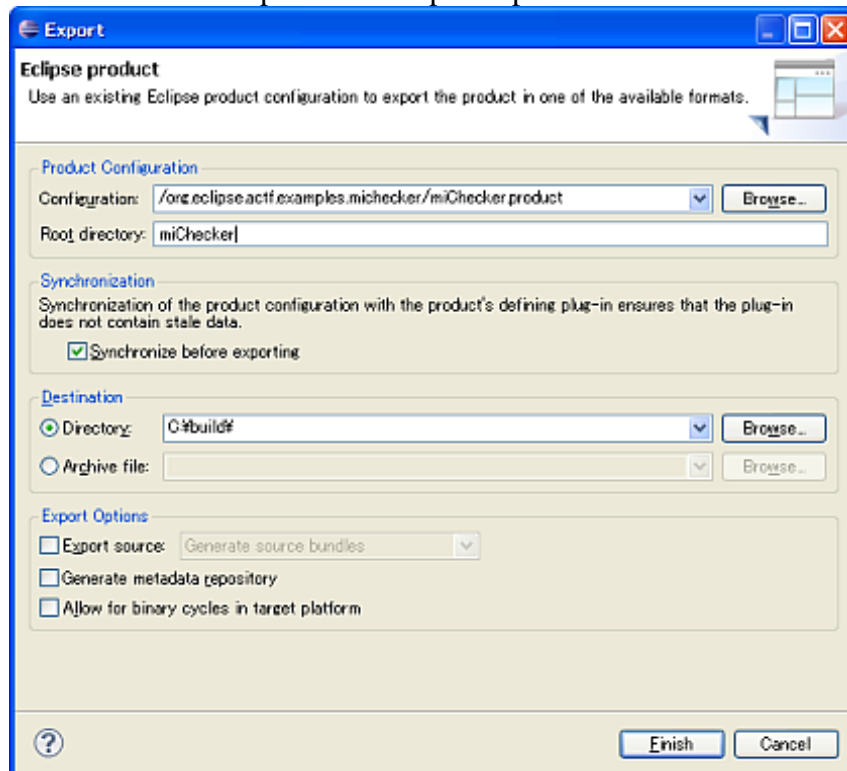 Export
Eclipse product
Use an existing Eclipse product configuration to export the product in one of the available formats.
Product Configuration
Configuration: /org.eclipse.actf.examples.michecker/miChecker.product Browse...
Root directory: miChecker
Synchronization
Synchronization of the product configuration with the product's defining plug-in ensures that the plug-in
does not contain stale data.
Synchronize before exporting
Destination
Directory: C:¥build¥ Browse...
Archive file: Browse...
Export Options
Export source: Generate source bundles
Generate metadata repository
Allow for binary cycles in target platform
? Finish Cancel